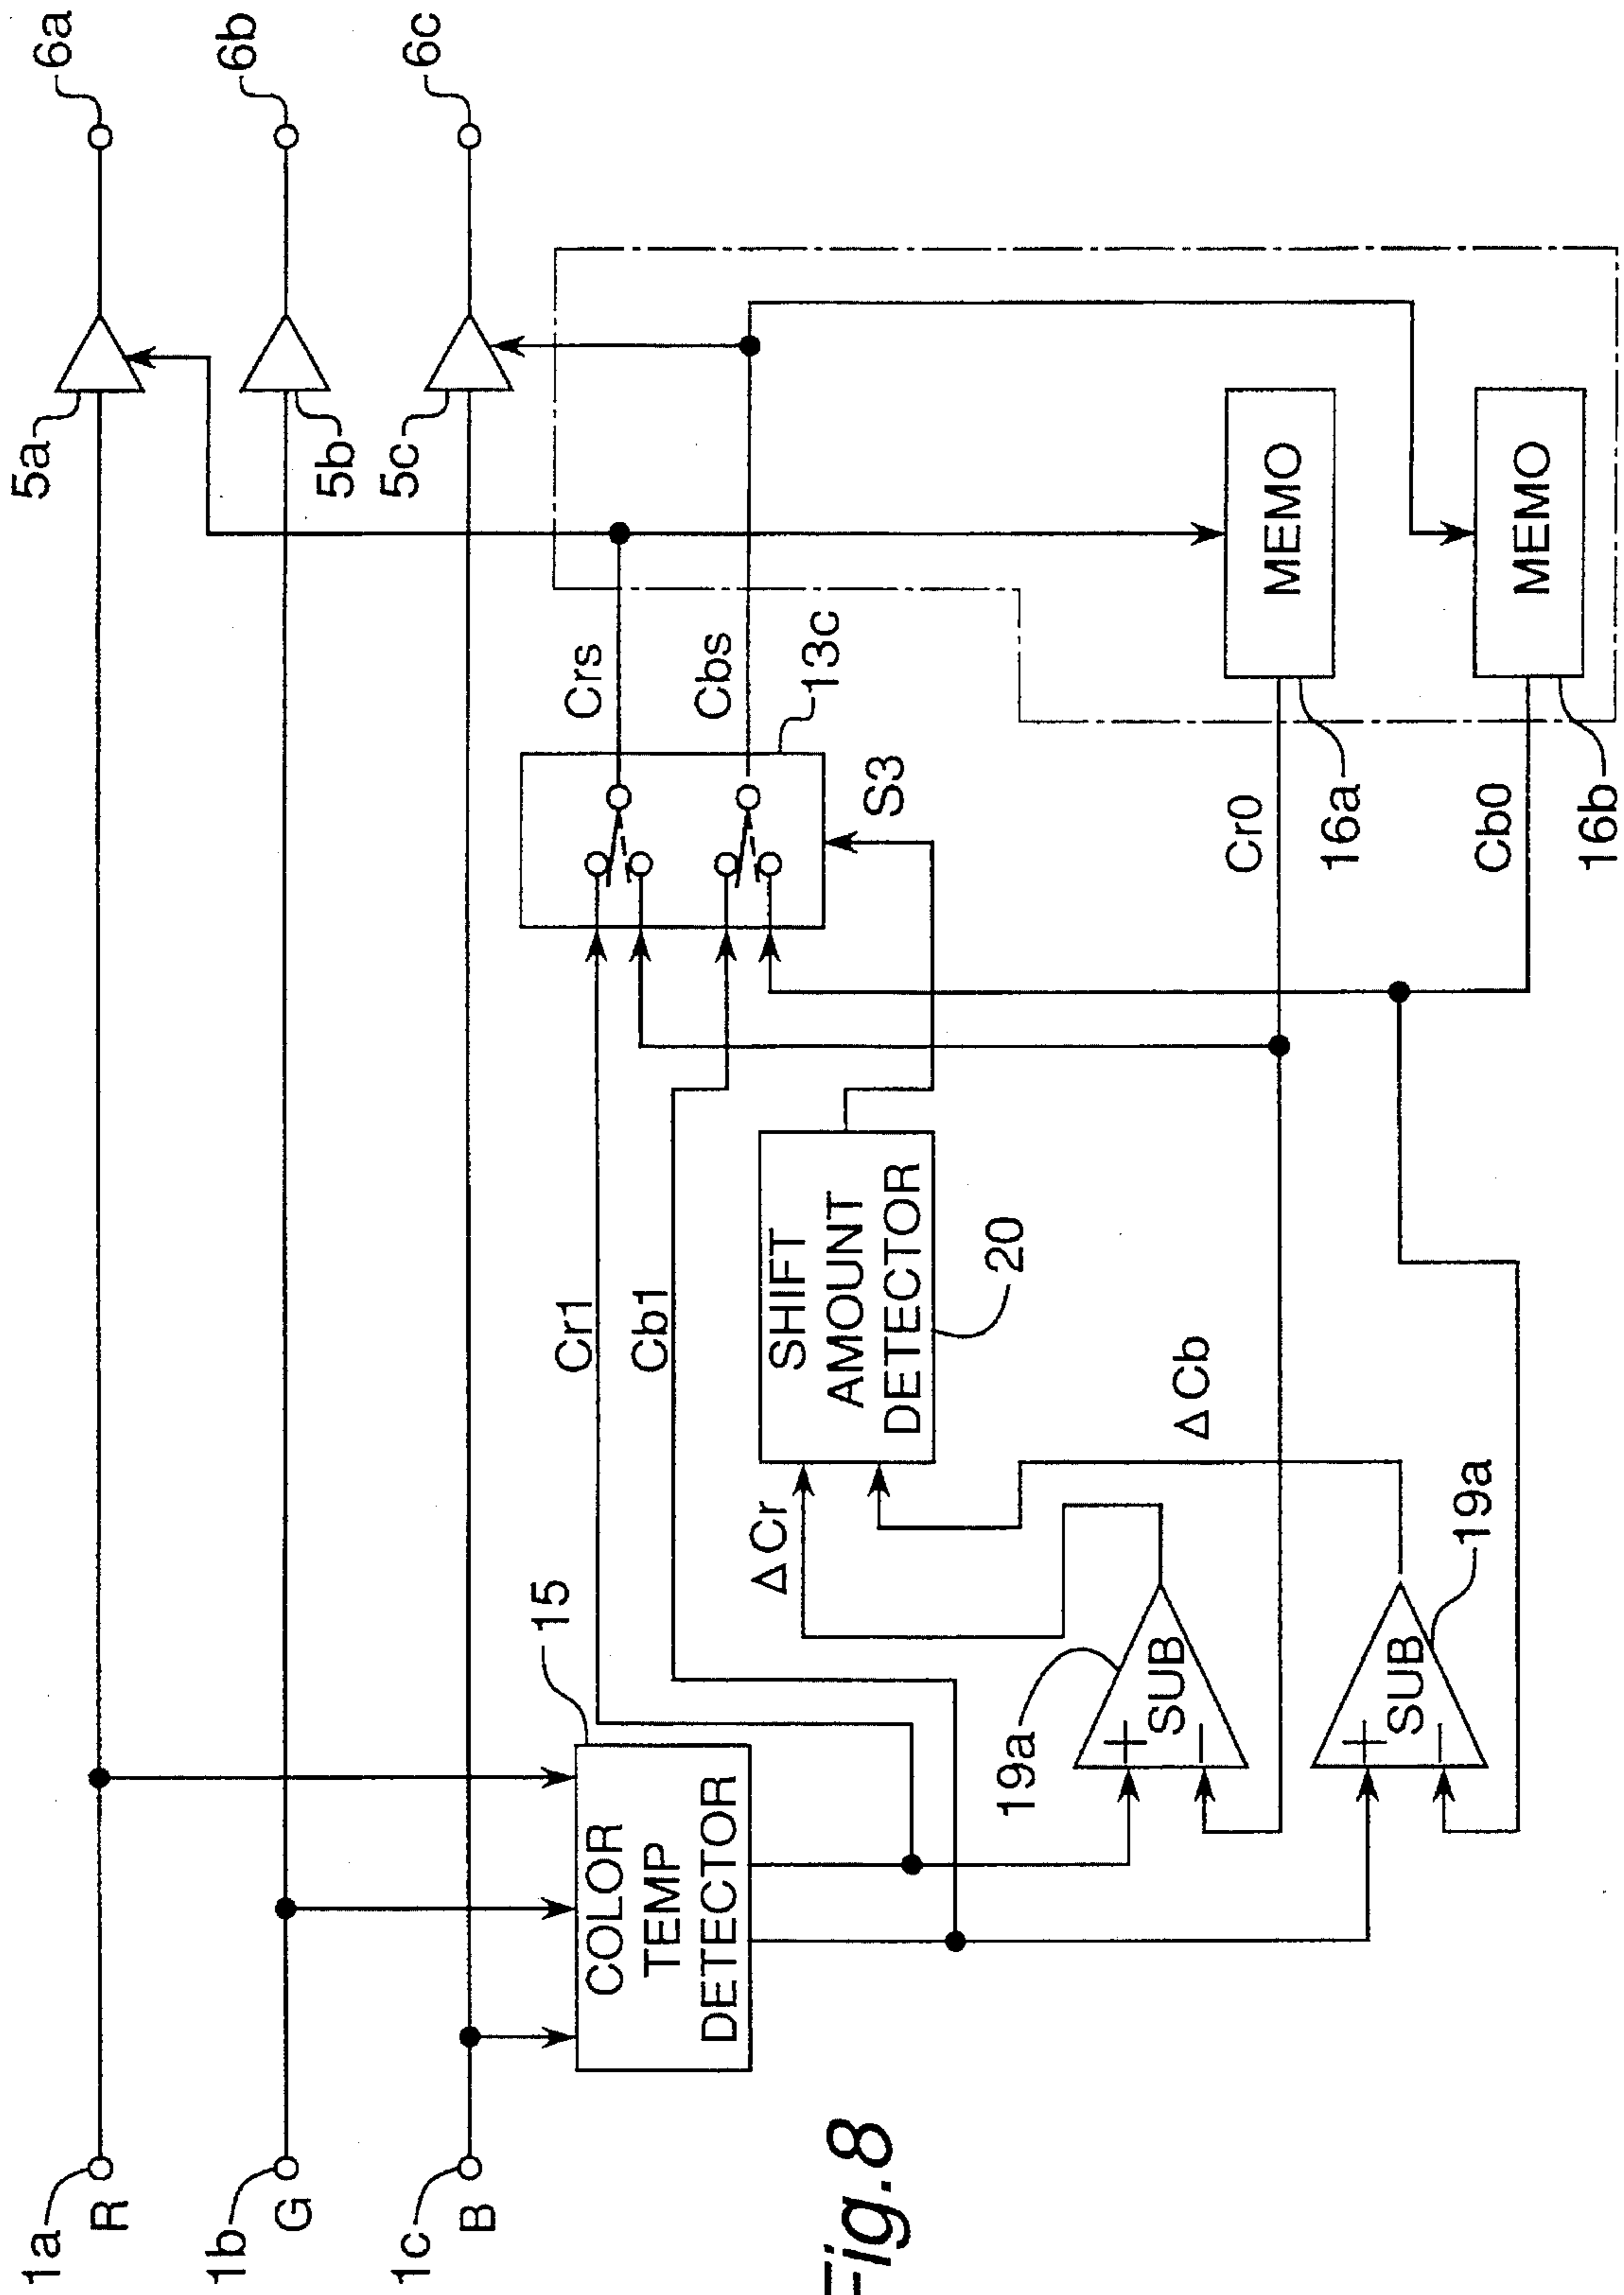 1a
R
5a
6a
1b
G
5b
6b
1c
B
5c
6c
15
COLOR
TEMP
DETECTOR
Cr1
Cb1
Crs
Cbs
13c
S3
SHIFT
AMOUNT
DETECTOR
20
ΔCr
ΔCb
19a
+
−
SUB
19a
+
−
SUB
Cr0
16a
MEMO
Cb0
16b
MEMO
Fig.8